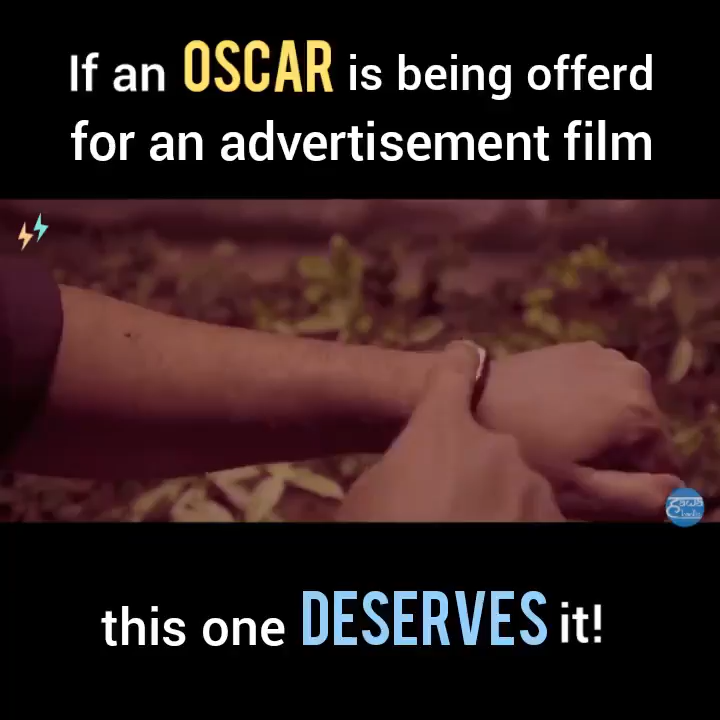 If an OSCAR is being offerd
for an advertisement film
this one DESERVES it!